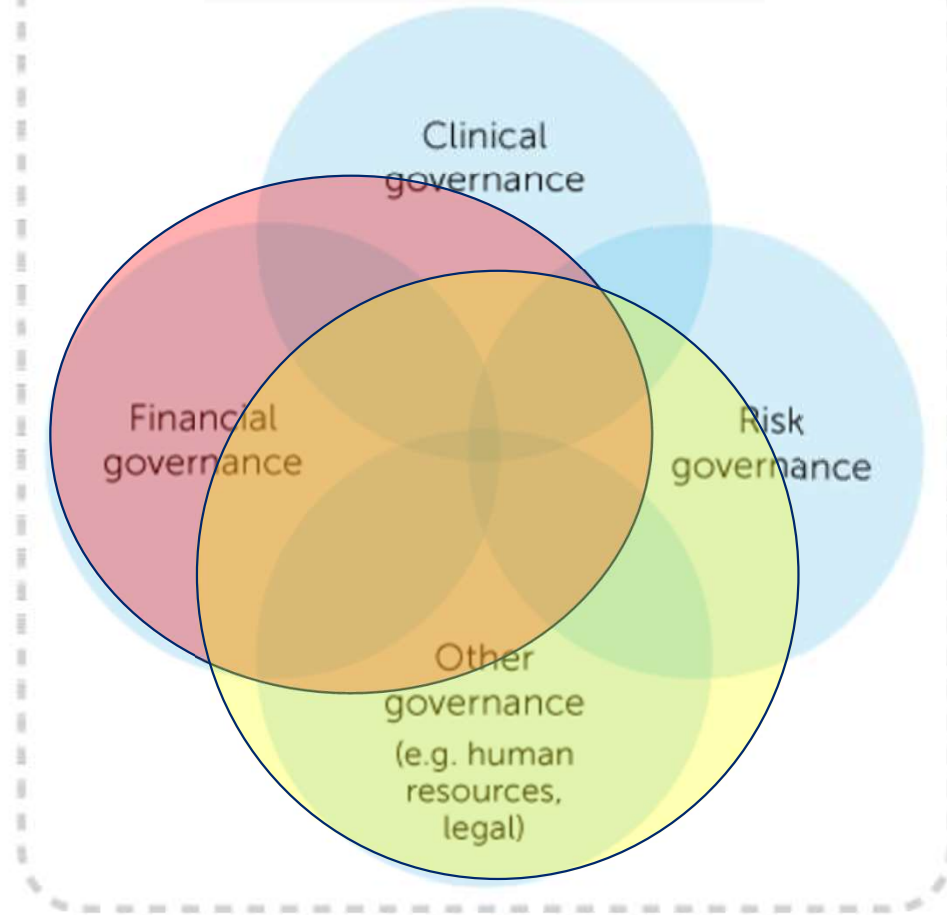 Clinical
governance
Financial
governance
Risk
governance
Other
governance
(e.g. human
resources,
legal)